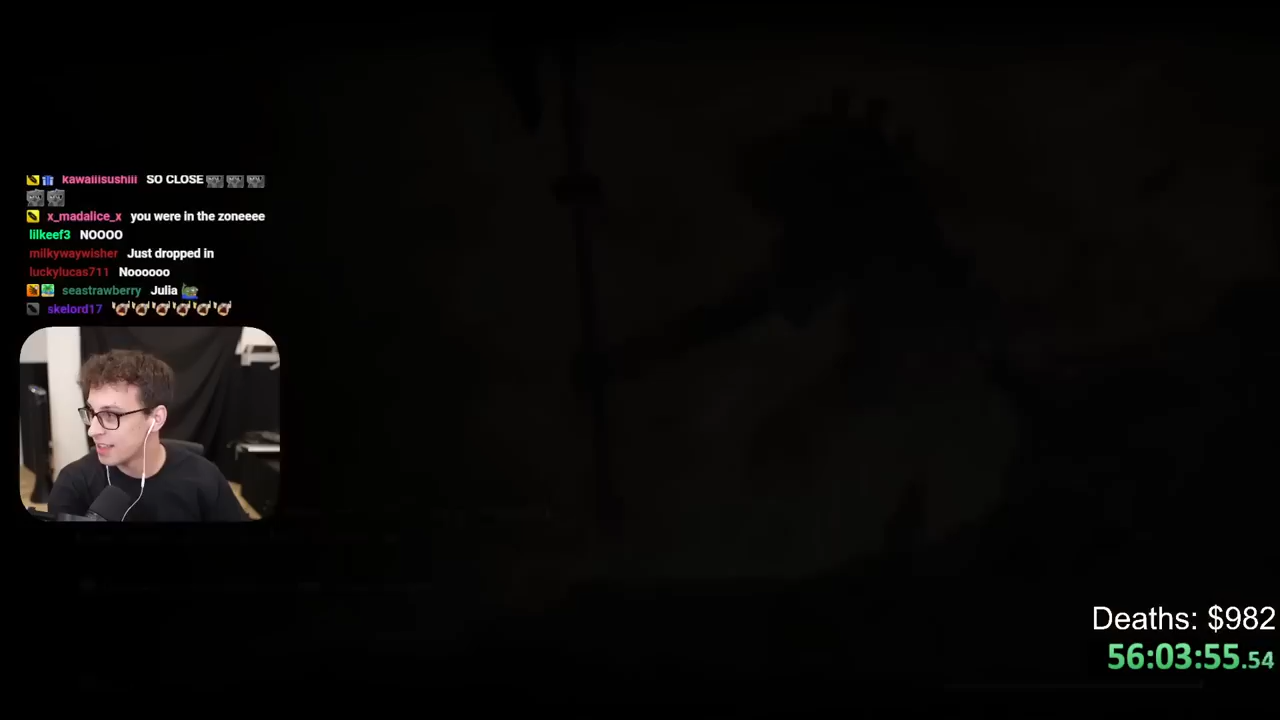 kawaiisushiii SO CLOSE
x_madalice_x you were in the zoneeee
lilkeef3 NOOOO
milkywaywisher Just dropped in
luckylucas711 Noooooo
seastrawberry Julia
skelord17
Deaths: $982
56:03:55.54